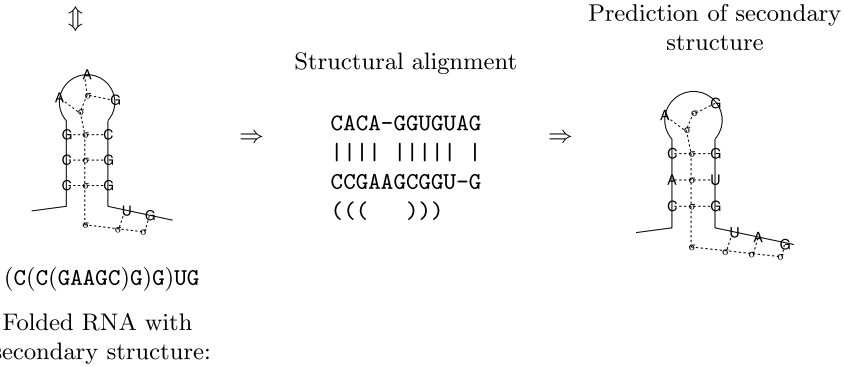 ⇕
Prediction of secondary
structure
Structural alignment
A
A G
G C
C G
C G
U G
⇒
CACA-GGUGUAG
|||| ||||| |
CCGAAGCGGU-G
(((   )))
⇒
G
A
C G
A U
C G
U A G
(C(C(GAAGC)G)G)UG
Folded RNA with
secondary structure: